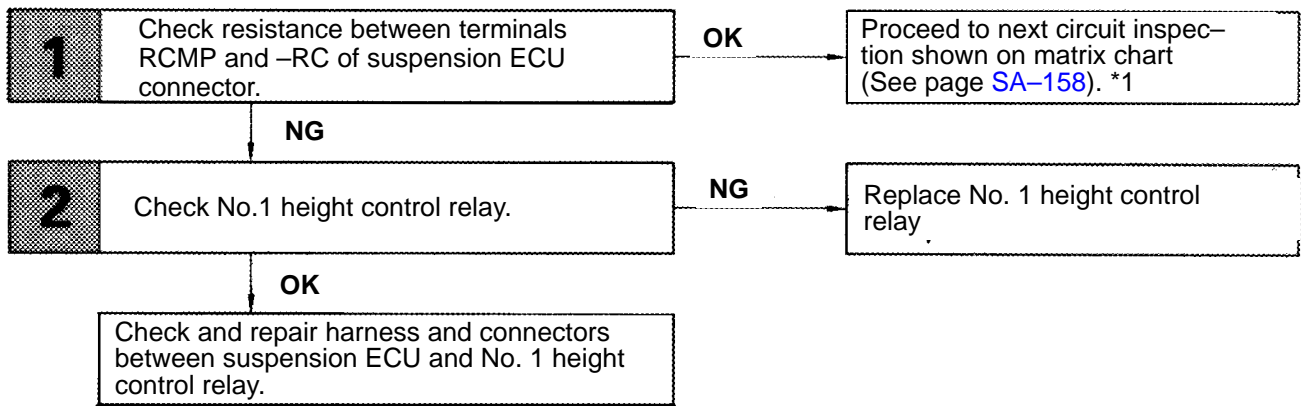 1
Check resistance between terminals
RCMP and –RC of suspension ECU
connector.
OK
Proceed to next circuit inspec–
tion shown on matrix chart
(See page SA–158). *1
NG
2
Check No.1 height control relay.
NG
Replace No. 1 height control
relay
OK
Check and repair harness and connectors
between suspension ECU and No. 1 height
control relay.